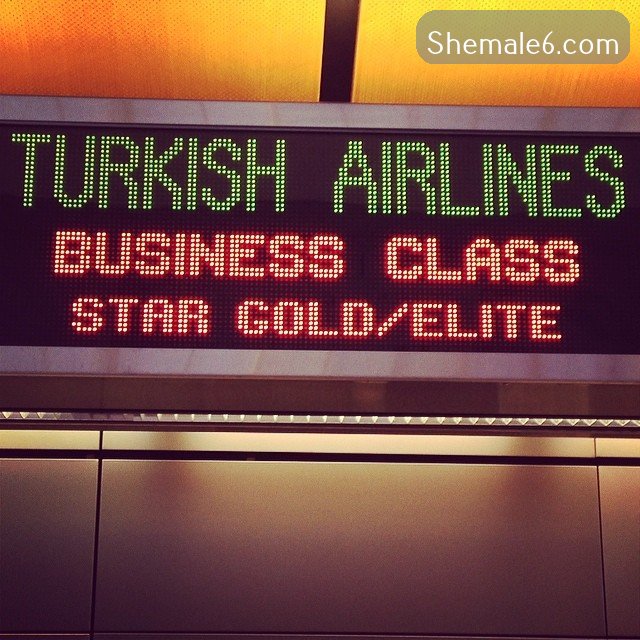 Shemale6.com
TURKISH AIRLINES
BUSINESS CLASS
STAR GOLD/ELITE